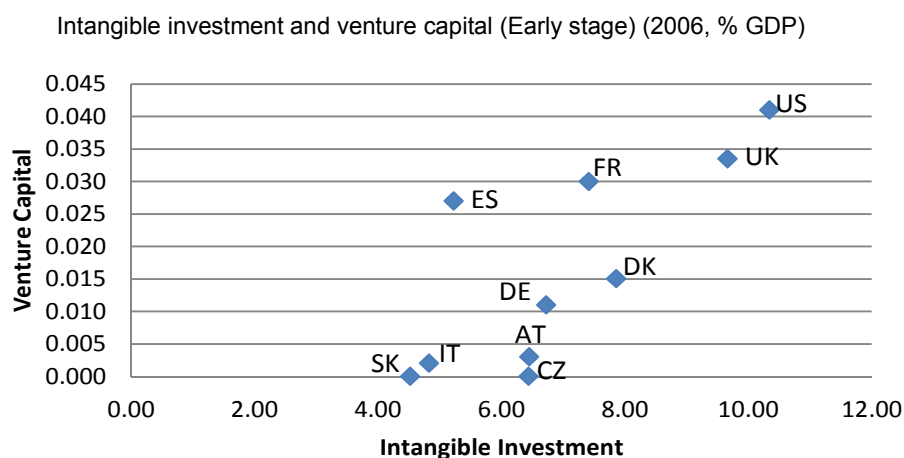 Intangible investment and venture capital (Early stage) (2006, % GDP)
0.045
0.040
0.035
0.030
0.025
0.020
0.015
0.010
0.005
0.000
Venture Capital
US
UK
FR
ES
DK
DE
AT
IT
SK
CZ
0.00 2.00 4.00 6.00 8.00 10.00 12.00
Intangible Investment